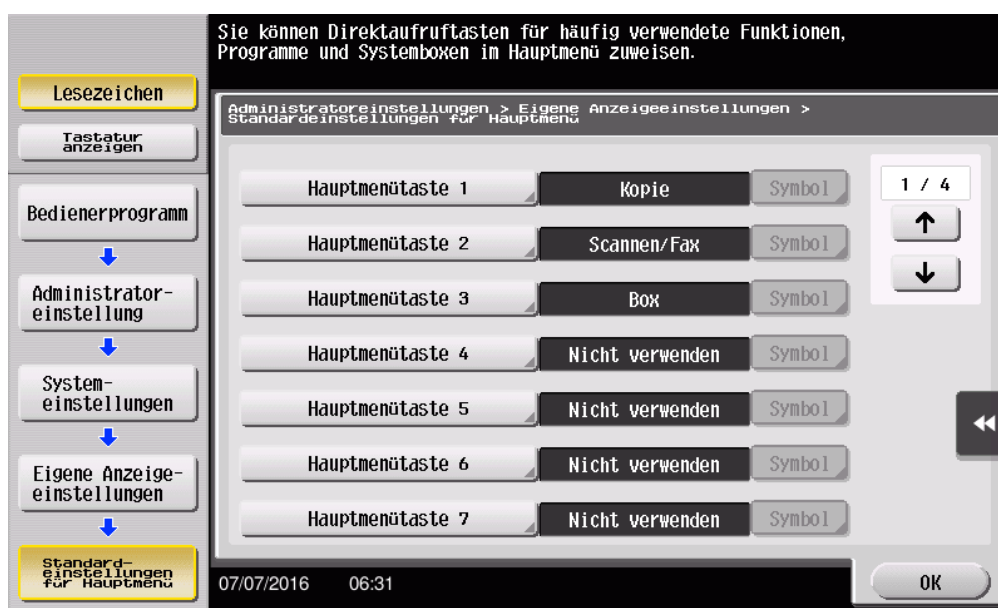 Sie können Direktaufruftasten für häufig verwendete Funktionen,
Programme und Systemboxen im Hauptmenü zuweisen.
Lesezeichen
Tastatur
anzeigen
Bedienerprogramm
Administrator-
einstellung
System-
einstellungen
Eigene Anzeige-
einstellungen
Standard-
einstellungen
für Hauptmenü
Administratoreinstellungen > Eigene Anzeigeeinstellungen >
Standardeinstellungen für Hauptmenü
Hauptmenütaste 1 Kopie Symbol
Hauptmenütaste 2 Scannen/Fax Symbol
Hauptmenütaste 3 Box Symbol
Hauptmenütaste 4 Nicht verwenden Symbol
Hauptmenütaste 5 Nicht verwenden Symbol
Hauptmenütaste 6 Nicht verwenden Symbol
Hauptmenütaste 7 Nicht verwenden Symbol
1 / 4
07/07/2016 06:31
OK